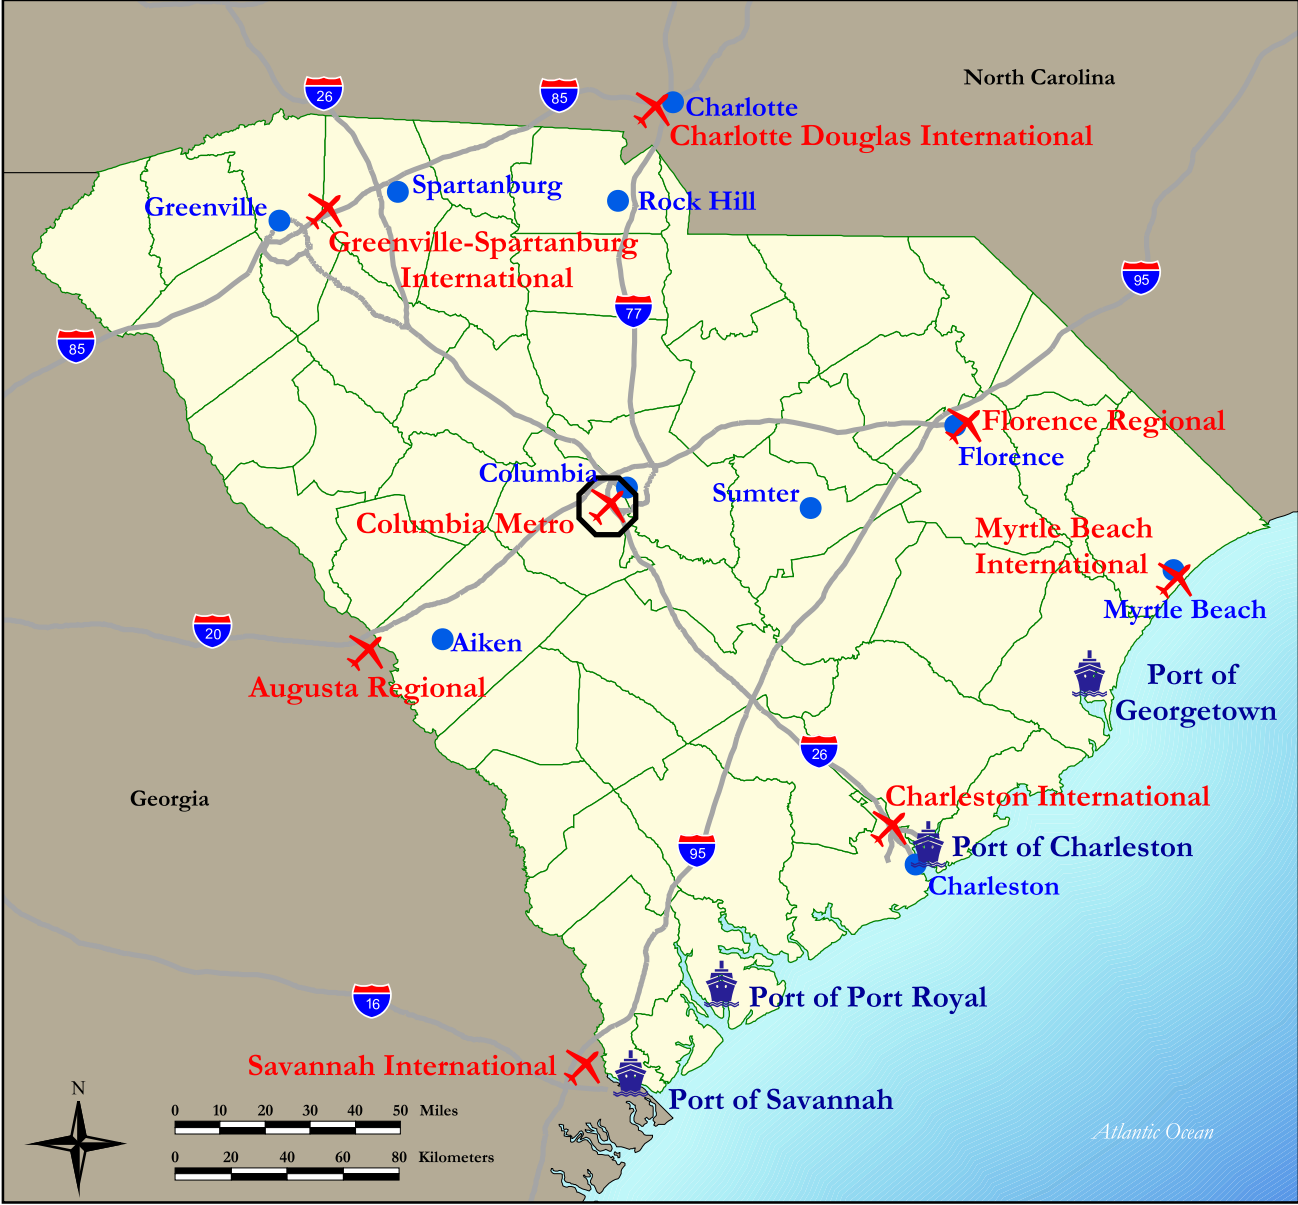 26
85
Charlotte
North Carolina
Charlotte Douglas International
Spartanburg
Greenville
Rock Hill
Greenville-Spartanburg
International
95
77
85
Florence Regional
Florence
Columbia
Sumter
Columbia Metro
Myrtle Beach
International
Myrtle Beach
20
Aiken
Augusta Regional
Port of
Georgetown
26
Georgia
Charleston International
95
Port of Charleston
Charleston
16
Port of Port Royal
Savannah International
Port of Savannah
N
0 10 20 30 40 50 Miles
0 20 40 60 80 Kilometers
Atlantic Ocean